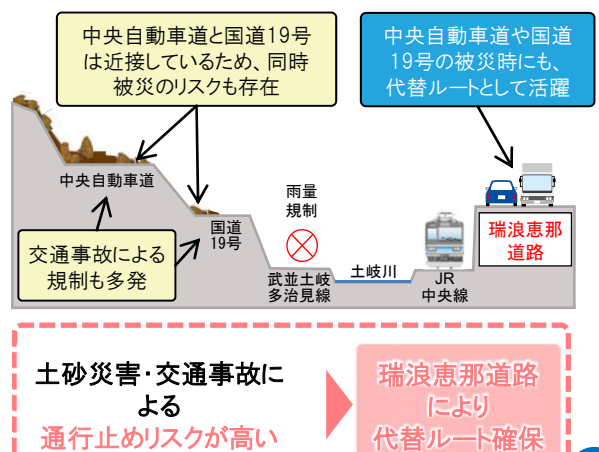 中央自動車道と国道19号
は近接しているため、同時
被災のリスクも存在
中央自動車道や国道
19号の被災時にも、
代替ルートとして活躍
中央自動車道
国道
19号
交通事故による
規制も多発
雨量
規制
武並土岐
多治見線
土岐川
JR
中央線
瑞浪恵那
道路
土砂災害･交通事故に
よる
通行止めリスクが高い
瑞浪恵那道路
により
代替ルート確保